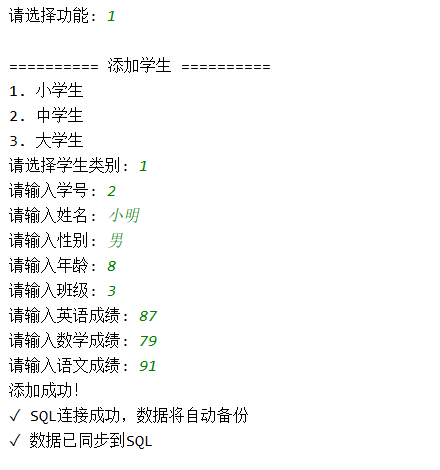 请选择功能: 1
========== 添加学生 ==========
1. 小学生
2. 中学生
3. 大学生
请选择学生类别: 1
请输入学号: 2
请输入姓名: 小明
请输入性别: 男
请输入年龄: 8
请输入班级: 3
请输入英语成绩: 87
请输入数学成绩: 79
请输入语文成绩: 91
添加成功!
✓ SQL连接成功，数据将自动备份
✓ 数据已同步到SQL